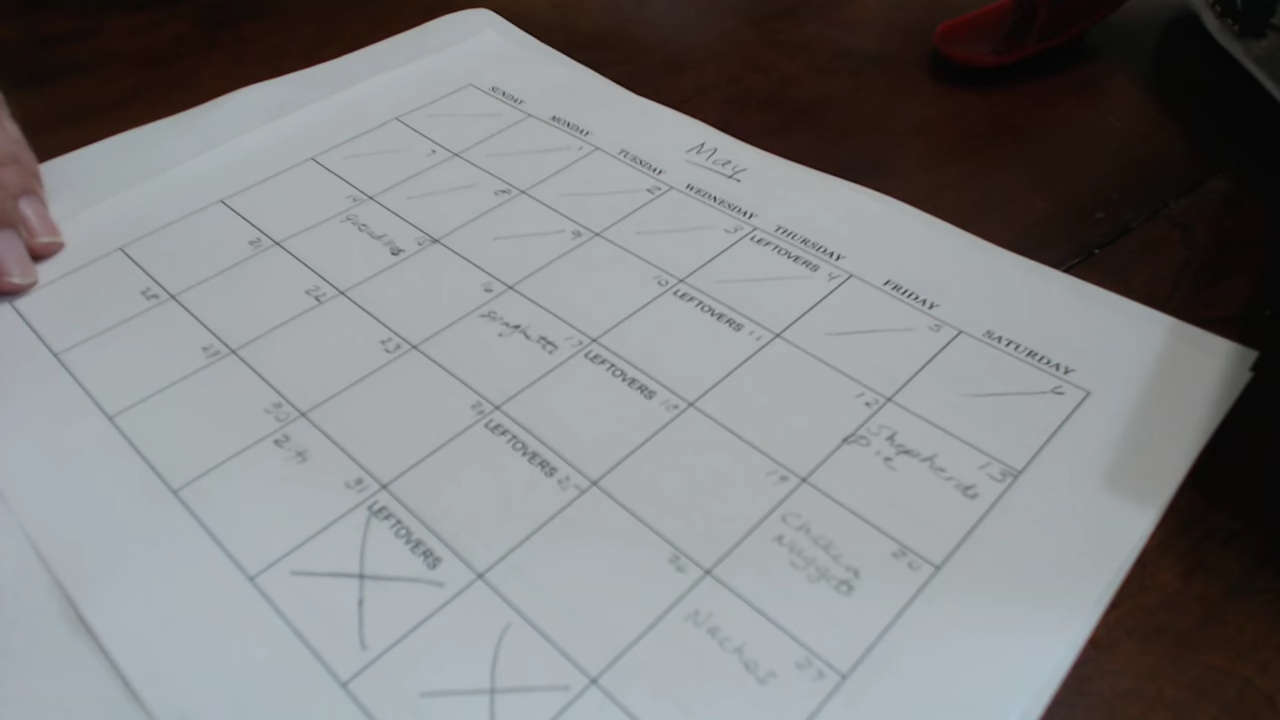 May
SUNDAY MONDAY TUESDAY WEDNESDAY THURSDAY FRIDAY SATURDAY
1 2 3 LEFTOVERS 4 5 6
7 8 9 10 LEFTOVERS 11 12 13
Shepherds
Pie
14 15 16 17 LEFTOVERS 18 19 20
Spaghetti
Chicken
Nuggets
21 22 23 24 LEFTOVERS 25 26 27
Nachos
28 29 30 31 LEFTOVERS
Ziti